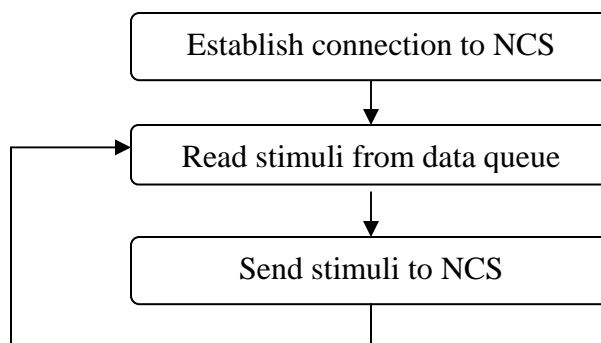 Establish connection to NCS
Read stimuli from data queue
Send stimuli to NCS